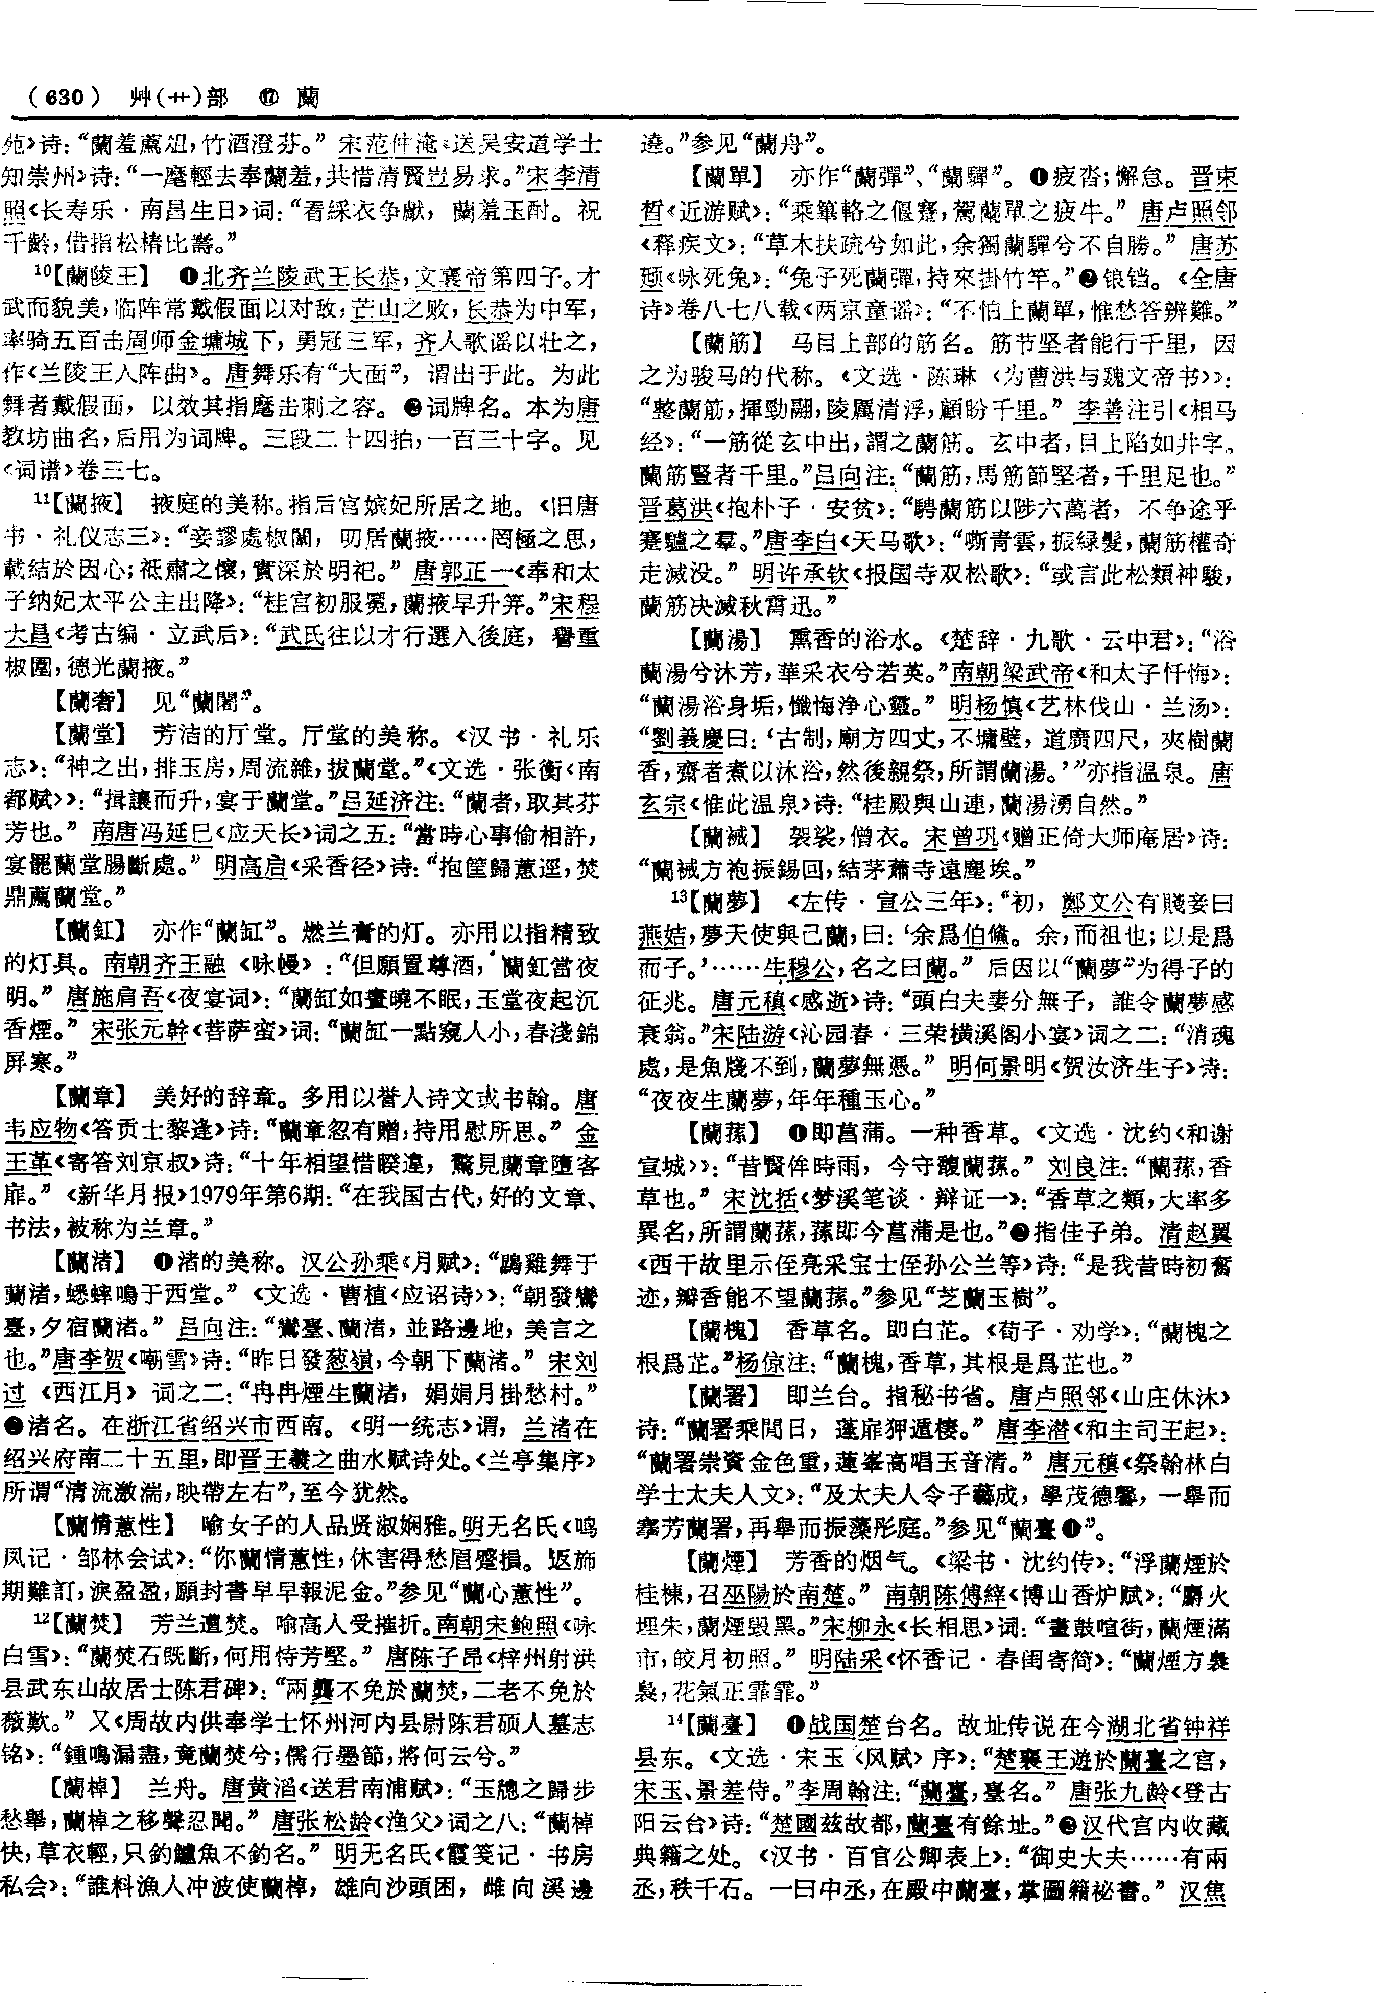 (630) 艸(艹)部 ⑰ 蘭
苑》诗：“蘭羞薦俎，竹酒澄芬。” 宋范仲淹《送吴安道学士
知崇州》诗：“一麾輕去奉蘭羞，共惜清賢豈易求。”宋李清
照《长寿乐·南昌生日》词：“看綵衣争獻，蘭羞玉酎。祝
千齡，借指松椿比壽。”
¹⁰【蘭陵王】 ❶北齐兰陵武王长恭，文襄帝第四子。才
武而貌美，临阵常戴假面以对敌，芒山之败，长恭为中军，
率骑五百击周师金墉城下，勇冠三军，齐人歌谣以壮之，
作《兰陵王入阵曲》。唐舞乐有“大面”，谓出于此。为此
舞者戴假面，以效其指麾击刺之容。❷词牌名。本为唐
教坊曲名，后用为词牌。三段二十四拍，一百三十字。见
《词谱》卷三七。
¹¹【蘭掖】 掖庭的美称。指后宫嫔妃所居之地。《旧唐
书·礼仪志三》：“妾謬處椒闈，叨居蘭掖……罔極之思，
載結於因心；祗肅之懷，實深於明祀。” 唐郭正一《奉和太
子纳妃太平公主出降》：“桂宫初服冕，蘭掖早升笄。”宋程
大昌《考古编·立武后》：“武氏往以才行選入後庭，譽重
椒闈，德光蘭掖。”
【蘭奢】 见“蘭闍”。
【蘭堂】 芳洁的厅堂。厅堂的美称。《汉书·礼乐
志》：“神之出，排玉房，周流雜，拔蘭堂。”《文选·张衡〈南
都赋〉》：“揖讓而升，宴于蘭堂。”吕延济注：“蘭者，取其芬
芳也。” 南唐冯延巳《应天长》词之五：“當時心事偷相許，
宴罷蘭堂腸斷處。” 明高启《采香径》诗：“抱筐歸蕙逕，焚
鼎薦蘭堂。”
【蘭釭】 亦作“蘭缸”。燃兰膏的灯。亦用以指精致
的灯具。南朝齐王融《咏幔》：“但願置尊酒，蘭釭當夜
明。” 唐施肩吾《夜宴词》：“蘭缸如晝曉不眠，玉堂夜起沉
香煙。” 宋张元幹《菩萨蛮》词：“蘭缸一點窺人小，春淺錦
屏寒。”
【蘭章】 美好的辞章。多用以誉人诗文或书翰。唐
韦应物《答贡士黎逢》诗：“蘭章忽有贈，持用慰所思。” 金
王革《寄答刘京叔》诗：“十年相望惜暌違，驚見蘭章墮客
扉。”《新华月报》1979年第6期：“在我国古代，好的文章、
书法，被称为兰章。”
【蘭渚】 ❶渚的美称。汉公孙乘《月赋》：“鵾雞舞于
蘭渚，蟋蟀鳴于西堂。”《文选·曹植〈应诏诗〉》：“朝發鸞
臺，夕宿蘭渚。” 吕向注：“鸞臺、蘭渚，並路邊地，美言之
也。”唐李贺《嘲雪》诗：“昨日發葱嶺，今朝下蘭渚。” 宋刘
过《西江月》词之二：“冉冉煙生蘭渚，娟娟月掛愁村。”
❷渚名。在浙江省绍兴市西南。《明一统志》谓，兰渚在
绍兴府南二十五里，即晋王羲之曲水赋诗处。《兰亭集序》
所谓“清流激湍，映带左右”，至今犹然。
【蘭情蕙性】 喻女子的人品贤淑娴雅。明无名氏《鸣
凤记·邹林会试》：“你蘭情蕙性，休害得愁眉蹙損。返旆
期難訂，淚盈盈，願封書早早報泥金。”参见“蘭心蕙性”。
¹²【蘭焚】 芳兰遭焚。喻高人受摧折。南朝宋鲍照《咏
白雪》：“蘭焚石既斷，何用恃芳堅。” 唐陈子昂《梓州射洪
县武东山故居士陈君碑》：“兩龔不免於蘭焚，二老不免於
薇歎。” 又《周故内供奉学士怀州河内县尉陈君硕人墓志
铭》：“鍾鳴漏盡，竟蘭焚兮；儒行墨節，將何云兮。”
【蘭棹】 兰舟。唐黄滔《送君南浦赋》：“玉驄之歸步
愁舉，蘭棹之移聲忍聞。” 唐张松龄《渔父》词之八：“蘭棹
快，草衣輕，只釣鱸魚不釣名。” 明无名氏《霞笺记·书房
私会》：“誰料漁人冲波使蘭棹，雄向沙頭困，雌向溪邊
遶。”参见“蘭舟”。
【蘭單】 亦作“蘭彈”、“蘭驒”。❶疲沓；懈怠。晋束
皙《近游赋》：“乘篳輅之偃蹇，駕蘭單之疲牛。” 唐卢照邻
《释疾文》：“草木扶疏兮如此，余獨蘭驒兮不自勝。” 唐苏
颋《咏死兔》：“兔子死蘭彈，持來掛竹竿。”❷锒铛。《全唐
诗》卷八七八载《两京童谣》：“不怕上蘭單，惟愁答辨難。”
【蘭筋】 马目上部的筋名。筋节坚者能行千里，因
之为骏马的代称。《文选·陈琳〈为曹洪与魏文帝书〉》：
“整蘭筋，揮勁翮，陵厲清浮，顧盼千里。” 李善注引《相马
经》：“一筋從玄中出，謂之蘭筋。玄中者，目上陷如井字。
蘭筋豎者千里。”吕向注：“蘭筋，馬筋節堅者，千里足也。”
晋葛洪《抱朴子·安贫》：“騁蘭筋以陟六萬者，不争途乎
蹇驢之羣。”唐李白《天马歌》：“嘶青雲，振緑髮，蘭筋權奇
走滅没。” 明许承钦《报国寺双松歌》：“或言此松類神駿，
蘭筋决滅秋霄迅。”
【蘭湯】 熏香的浴水。《楚辞·九歌·云中君》：“浴
蘭湯兮沐芳，華采衣兮若英。”南朝梁武帝《和太子忏悔》：
“蘭湯浴身垢，懺悔净心靈。” 明杨慎《艺林伐山·兰汤》：
“劉義慶曰：‘古制，廟方四丈，不墉壁，道廣四尺，夾樹蘭
香，齋者煮以沐浴，然後親祭，所謂蘭湯。’”亦指温泉。唐
玄宗《惟此温泉》诗：“桂殿與山連，蘭湯湧自然。”
【蘭裓】 袈裟，僧衣。宋曾巩《赠正倚大师庵居》诗：
“蘭裓方袍振錫回，結茅蕭寺遠塵埃。”
¹³【蘭夢】 《左传·宣公三年》：“初，鄭文公有賤妾曰
燕姞，夢天使與己蘭，曰：‘余爲伯鯈。余，而祖也；以是爲
而子。’……生穆公，名之曰蘭。” 后因以“蘭夢”为得子的
征兆。唐元稹《感逝》诗：“頭白夫妻分無子，誰令蘭夢感
衰翁。”宋陆游《沁园春·三荣横溪阁小宴》词之二：“消魂
處，是魚牋不到，蘭夢無憑。” 明何景明《贺汝济生子》诗：
“夜夜生蘭夢，年年種玉心。”
【蘭蓀】 ❶即菖蒲。一种香草。《文选·沈约〈和谢
宣城〉》：“昔賢侔時雨，今守馥蘭蓀。” 刘良注：“蘭蓀，香
草也。” 宋沈括《梦溪笔谈·辩证一》：“香草之類，大率多
異名，所謂蘭蓀，蓀即今菖蒲是也。”❷指佳子弟。清赵翼
《西干故里示侄亮采宝士侄孙公兰等》诗：“是我昔時初奮
迹，瓣香能不望蘭蓀。”参见“芝蘭玉樹”。
【蘭槐】 香草名。即白芷。《荀子·劝学》：“蘭槐之
根爲芷。”杨倞注：“蘭槐，香草，其根是爲芷也。”
【蘭署】 即兰台。指秘书省。唐卢照邻《山庄休沐》
诗：“蘭署乘閒日，蓬扉狎遁棲。” 唐李潜《和主司王起》：
“蘭署崇資金色重，蓮峯高唱玉音清。” 唐元稹《祭翰林白
学士太夫人文》：“及太夫人令子藝成，學茂德馨，一舉而
搴芳蘭署，再舉而振藻彤庭。”参见“蘭臺❶”。
【蘭煙】 芳香的烟气。《梁书·沈约传》：“浮蘭煙於
桂棟，召巫陽於南楚。” 南朝陈傅縡《博山香炉赋》：“麝火
埋朱，蘭煙毁黑。”宋柳永《长相思》词：“畫鼓喧街，蘭煙滿
市，皎月初照。” 明陆采《怀香记·春闺寄简》：“蘭煙方裊
裊，花氣正霏霏。”
¹⁴【蘭臺】 ❶战国楚台名。故址传说在今湖北省钟祥
县东。《文选·宋玉〈风赋〉序》：“楚襄王遊於蘭臺之宫，
宋玉、景差侍。”李周翰注：“蘭臺，臺名。” 唐张九龄《登古
阳云台》诗：“楚國兹故都，蘭臺有餘址。”❷汉代宫内收藏
典籍之处。《汉书·百官公卿表上》：“御史大夫……有兩
丞，秩千石。一曰中丞，在殿中蘭臺，掌圖籍祕書。” 汉焦